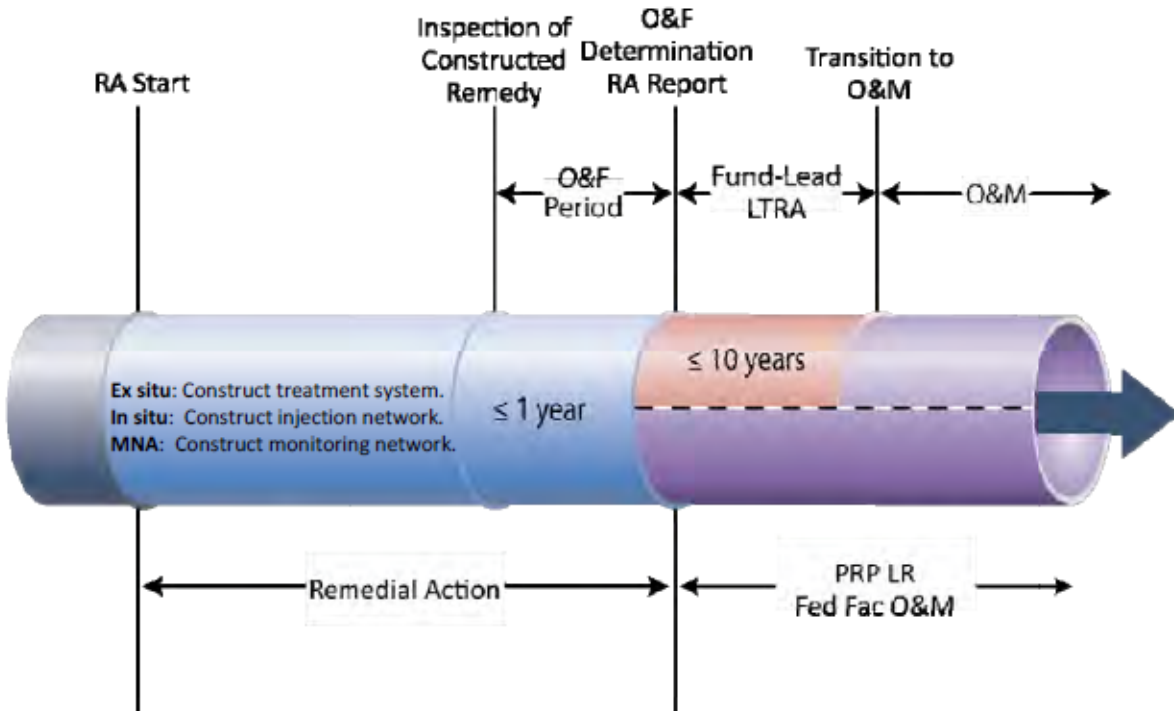 RA Start
Inspection of
Constructed
Remedy
O&F
Determination
RA Report
Transition to
O&M
O&F
Period
Fund-Lead
LTRA
O&M
Ex situ: Construct treatment system.
In situ: Construct injection network.
MNA: Construct monitoring network.
≤ 1 year
≤ 10 years
Remedial Action
PRP LR
Fed Fac O&M